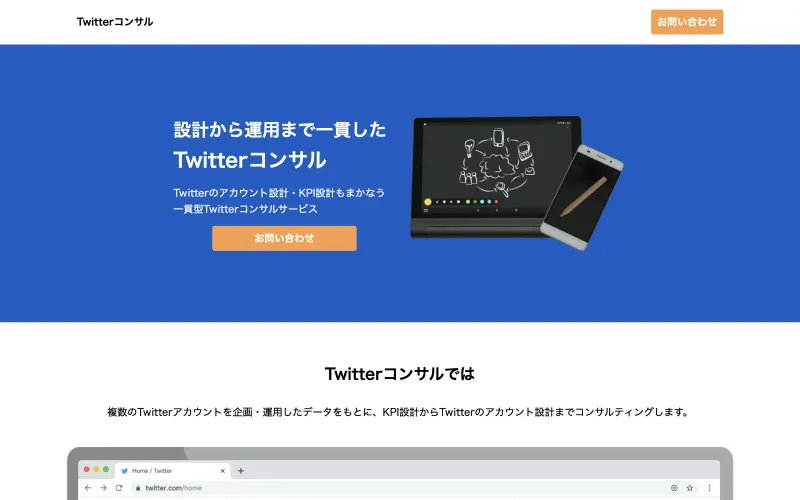 Twitterコンサル
お問い合わせ
設計から運用まで一貫した
Twitterコンサル
Twitterのアカウント設計・KPI設計もまかなう
一貫型Twitterコンサルサービス
お問い合わせ
Twitterコンサルでは
複数のTwitterアカウントを企画・運用したデータをもとに、KPI設計からTwitterのアカウント設計までコンサルティングします。
Home / Twitter
twitter.com/home